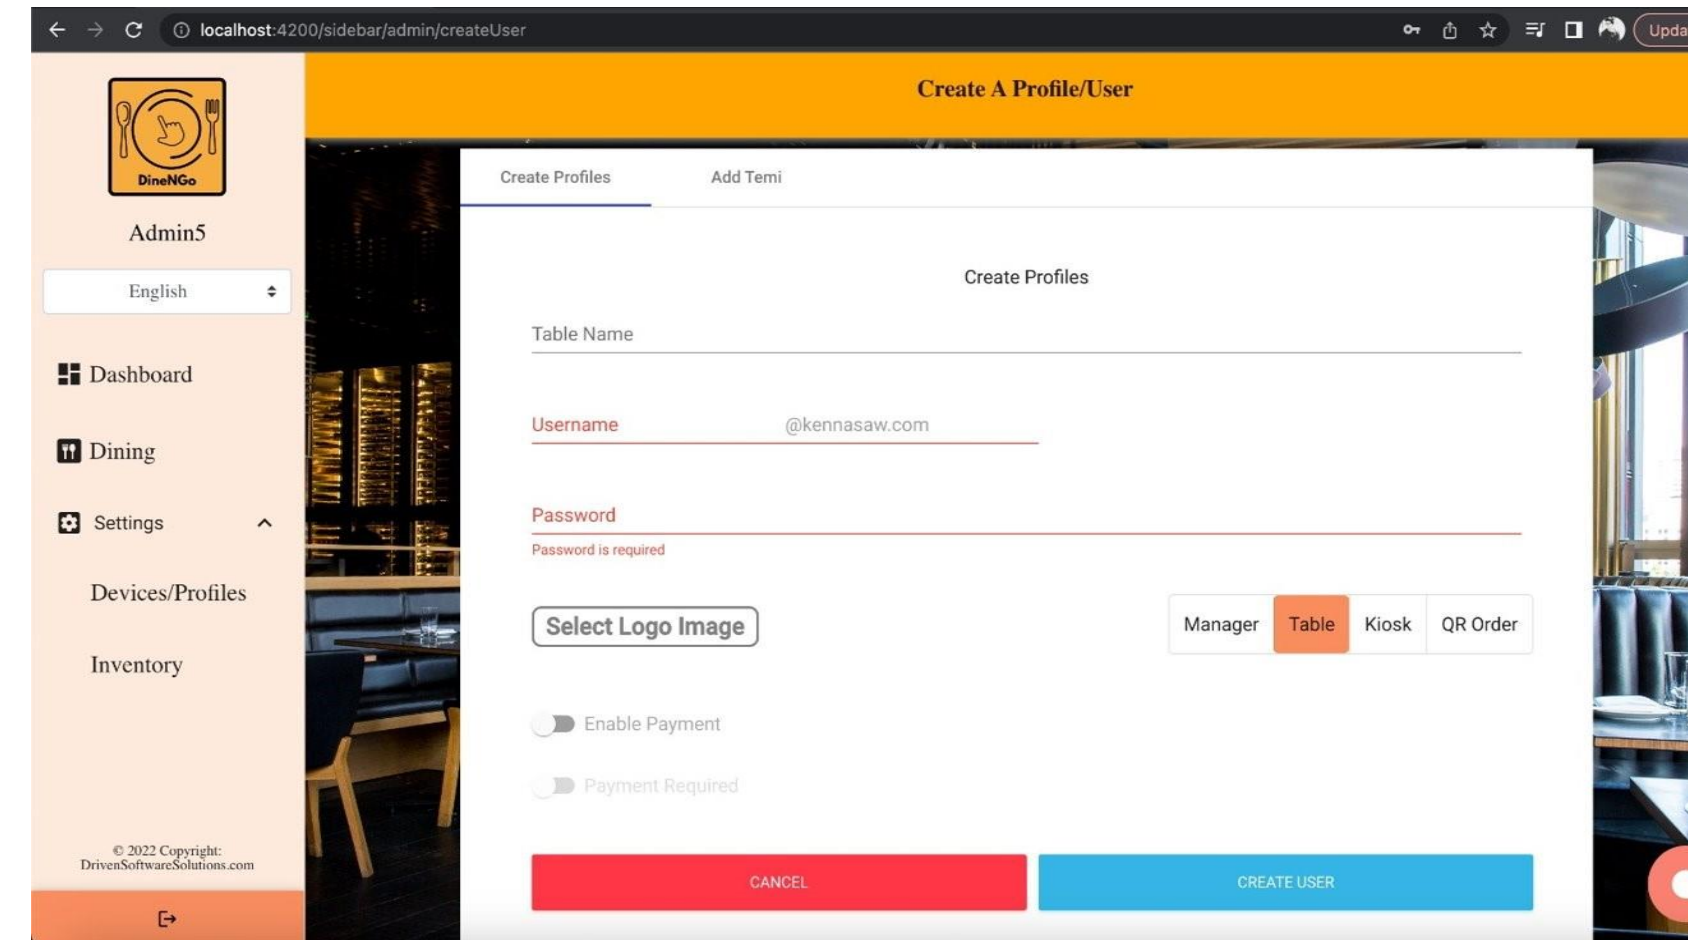 localhost:4200/sidebar/admin/createUser
Upda
DineNGo
Admin5
English
Dashboard
Dining
Settings
Devices/Profiles
Inventory
© 2022 Copyright:
DrivenSoftwareSolutions.com
Create A Profile/User
Create Profiles
Add Temi
Create Profiles
Table Name
Username
@kennasaw.com
Password
Password is required
Select Logo Image
Manager
Table
Kiosk
QR Order
Enable Payment
Payment Required
CANCEL
CREATE USER